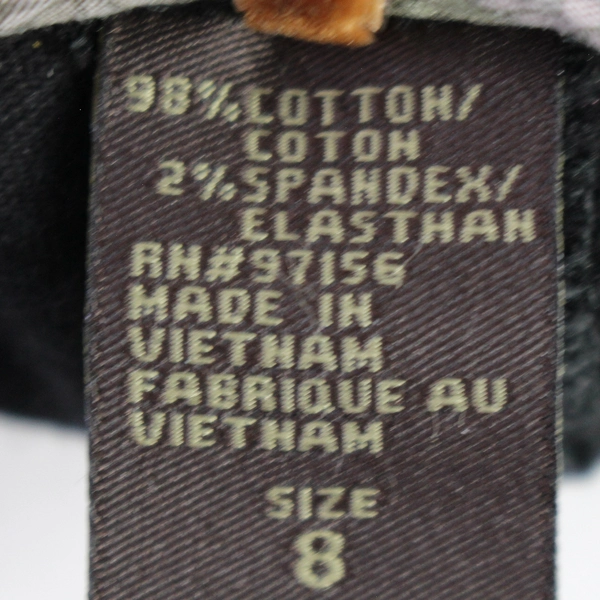 98%COTTON/
COTON
2%SPANDEX/
ELASTHAN
RN#97156
MADE IN
VIETNAM
FABRIQUE AU
VIETNAM
SIZE
8